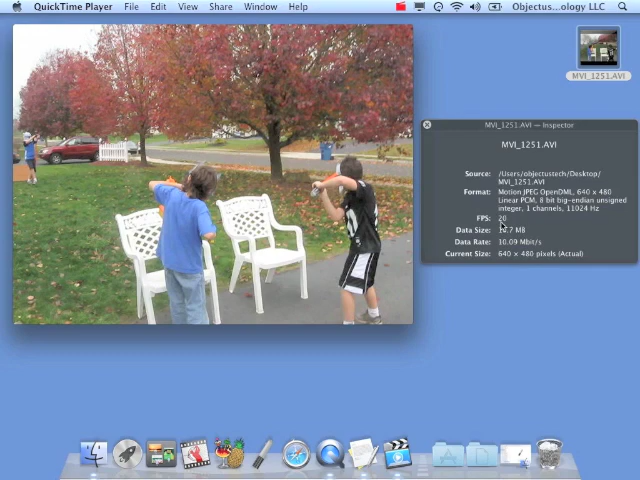 QuickTime Player File Edit View Share Window Help Objectus...ology LLC
MVI_1251.AVI
MVI_1251.AVI — Inspector
MVI_1251.AVI
Source: /Users/objectustech/Desktop/
MVI_1251.AVI
Format: Motion JPEG OpenDML, 640 x 480
Linear PCM, 8 bit big-endian unsigned
integer, 1 channels, 11024 Hz
FPS: 20
Data Size: MB
Data Rate: 10.09 Mbit/s
Current Size: 640 × 480 pixels (Actual)